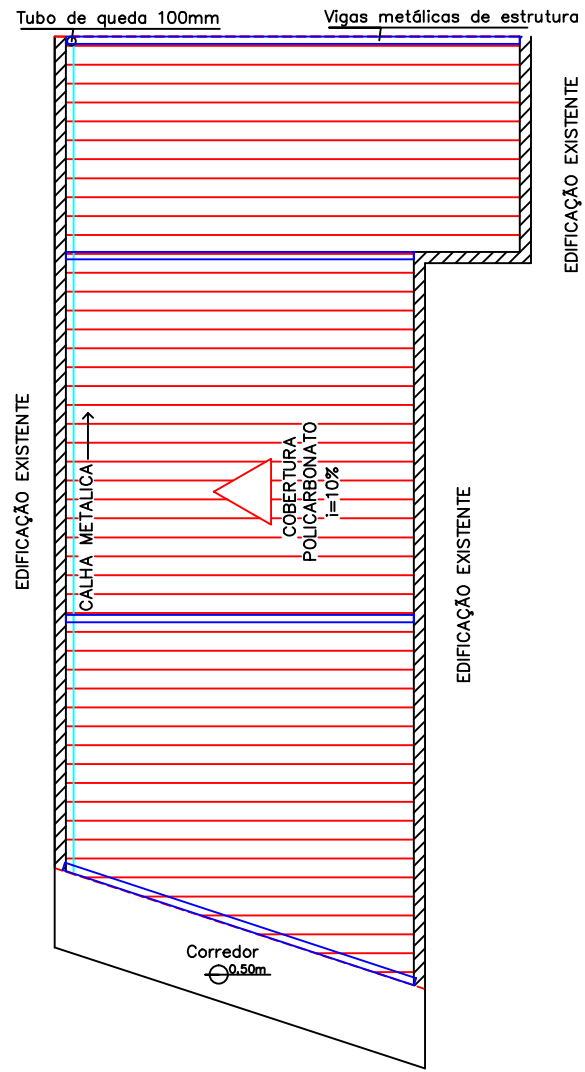 Tubo de queda 100mm
Vigas metálicas de estrutura
EDIFICAÇÃO EXISTENTE
EDIFICAÇÃO EXISTENTE
CALHA METALICA
COBERTURA
POLICARBONATO
i=10%
EDIFICAÇÃO EXISTENTE
Corredor
0.50m